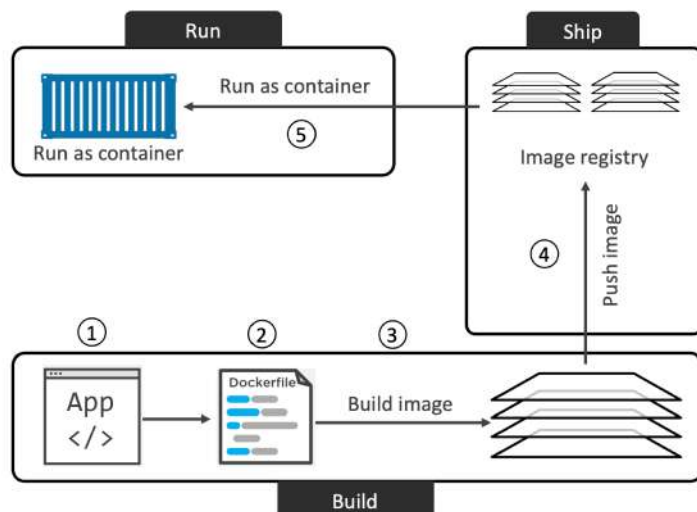 Run
Ship
Run as container
5
Run as container
Image registry
4
Push image
1
2
3
App
</>
Dockerfile
Build image
Build